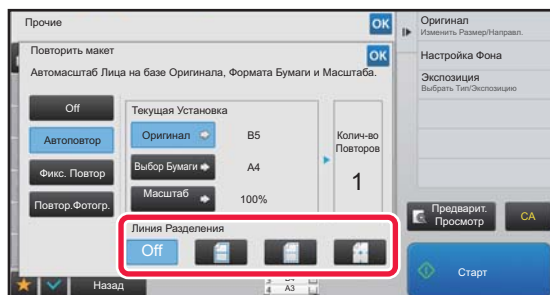 Прочие
OK
Повторить макет
OK
Автомасштаб Лица на базе Оригинала, Формата Бумаги и Масштаба.
Off
Автоповтор
Фикс. Повтор
Повтор.Фотогр.
Текущая Установка
Оригинал B5
Выбор Бумаги A4
Масштаб 100%
Колич-во
Повторов
1
Линия Разделения
Off
Назад
4 A3
Оригинал
Изменить Размер/Направл.
Настройка Фона
Экспозиция
Выбрать Тип/Экспозицию
Предварит.
Просмотр
CA
Старт